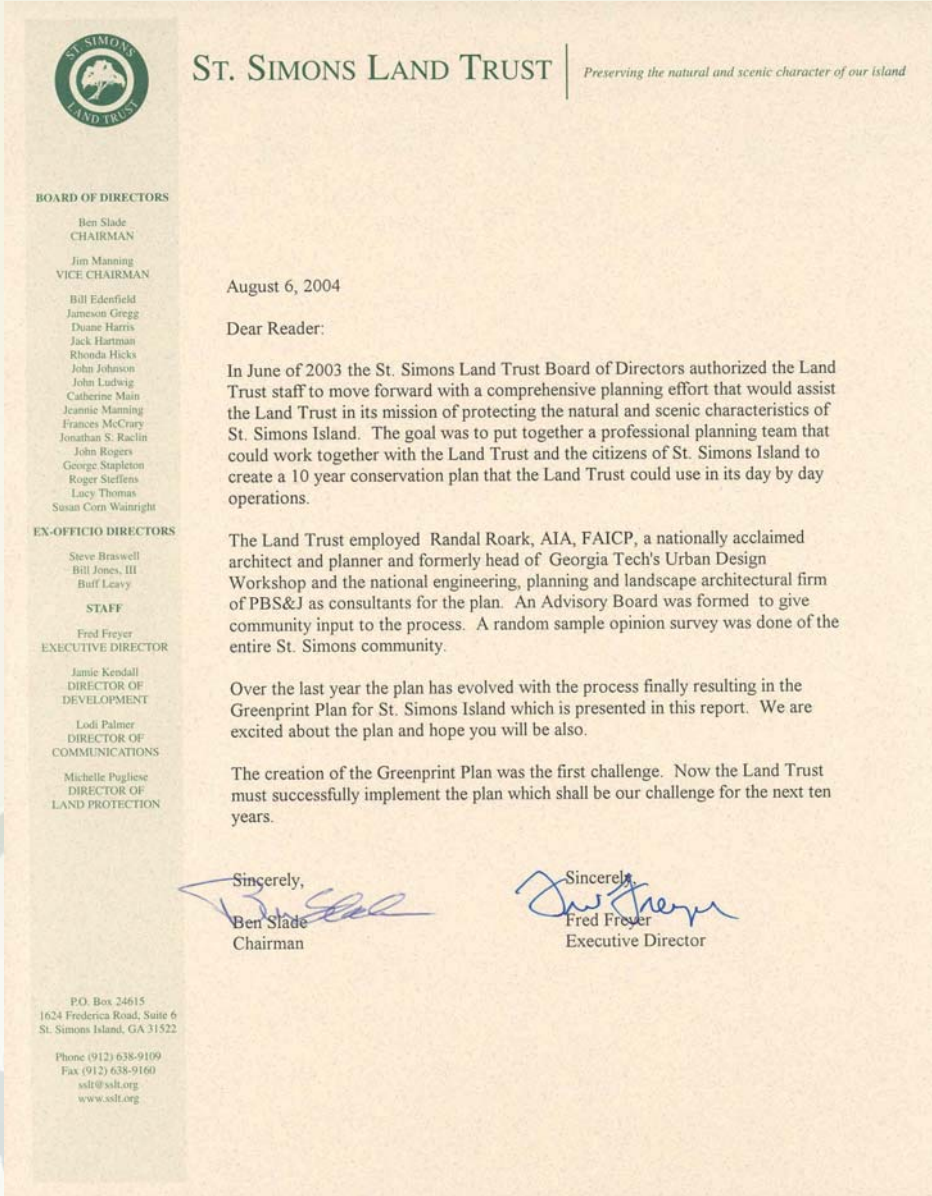 ST. SIMONS
LAND TRUST
ST. SIMONS LAND TRUST
Preserving the natural and scenic character of our island
BOARD OF DIRECTORS
Ben Slade
CHAIRMAN
Jim Manning
VICE CHAIRMAN
Bill Edenfield
Jameson Gregg
Duane Harris
Jack Hartman
Rhonda Hicks
John Johnson
John Ludwig
Catherine Main
Jeannie Manning
Frances McCrary
Jonathan S. Raclin
John Rogers
George Stapleton
Roger Steffens
Lucy Thomas
Susan Corn Wainright
EX-OFFICIO DIRECTORS
Steve Braswell
Bill Jones, III
Buff Leavy
STAFF
Fred Freyer
EXECUTIVE DIRECTOR
Jamie Kendall
DIRECTOR OF
DEVELOPMENT
Lodi Palmer
DIRECTOR OF
COMMUNICATIONS
Michelle Pugliese
DIRECTOR OF
LAND PROTECTION
P.O. Box 24615
1624 Frederica Road, Suite 6
St. Simons Island, GA 31522
Phone (912) 638-9109
Fax (912) 638-9160
sslt@sslt.org
www.sslt.org
August 6, 2004
Dear Reader:
In June of 2003 the St. Simons Land Trust Board of Directors authorized the Land
Trust staff to move forward with a comprehensive planning effort that would assist
the Land Trust in its mission of protecting the natural and scenic characteristics of
St. Simons Island. The goal was to put together a professional planning team that
could work together with the Land Trust and the citizens of St. Simons Island to
create a 10 year conservation plan that the Land Trust could use in its day by day
operations.
The Land Trust employed Randal Roark, AIA, FAICP, a nationally acclaimed
architect and planner and formerly head of Georgia Tech's Urban Design
Workshop and the national engineering, planning and landscape architectural firm
of PBS&J as consultants for the plan. An Advisory Board was formed to give
community input to the process. A random sample opinion survey was done of the
entire St. Simons community.
Over the last year the plan has evolved with the process finally resulting in the
Greenprint Plan for St. Simons Island which is presented in this report. We are
excited about the plan and hope you will be also.
The creation of the Greenprint Plan was the first challenge. Now the Land Trust
must successfully implement the plan which shall be our challenge for the next ten
years.
Sincerely,
Ben Slade
Ben Slade
Chairman
Sincerely,
Fred Freyer
Fred Freyer
Executive Director